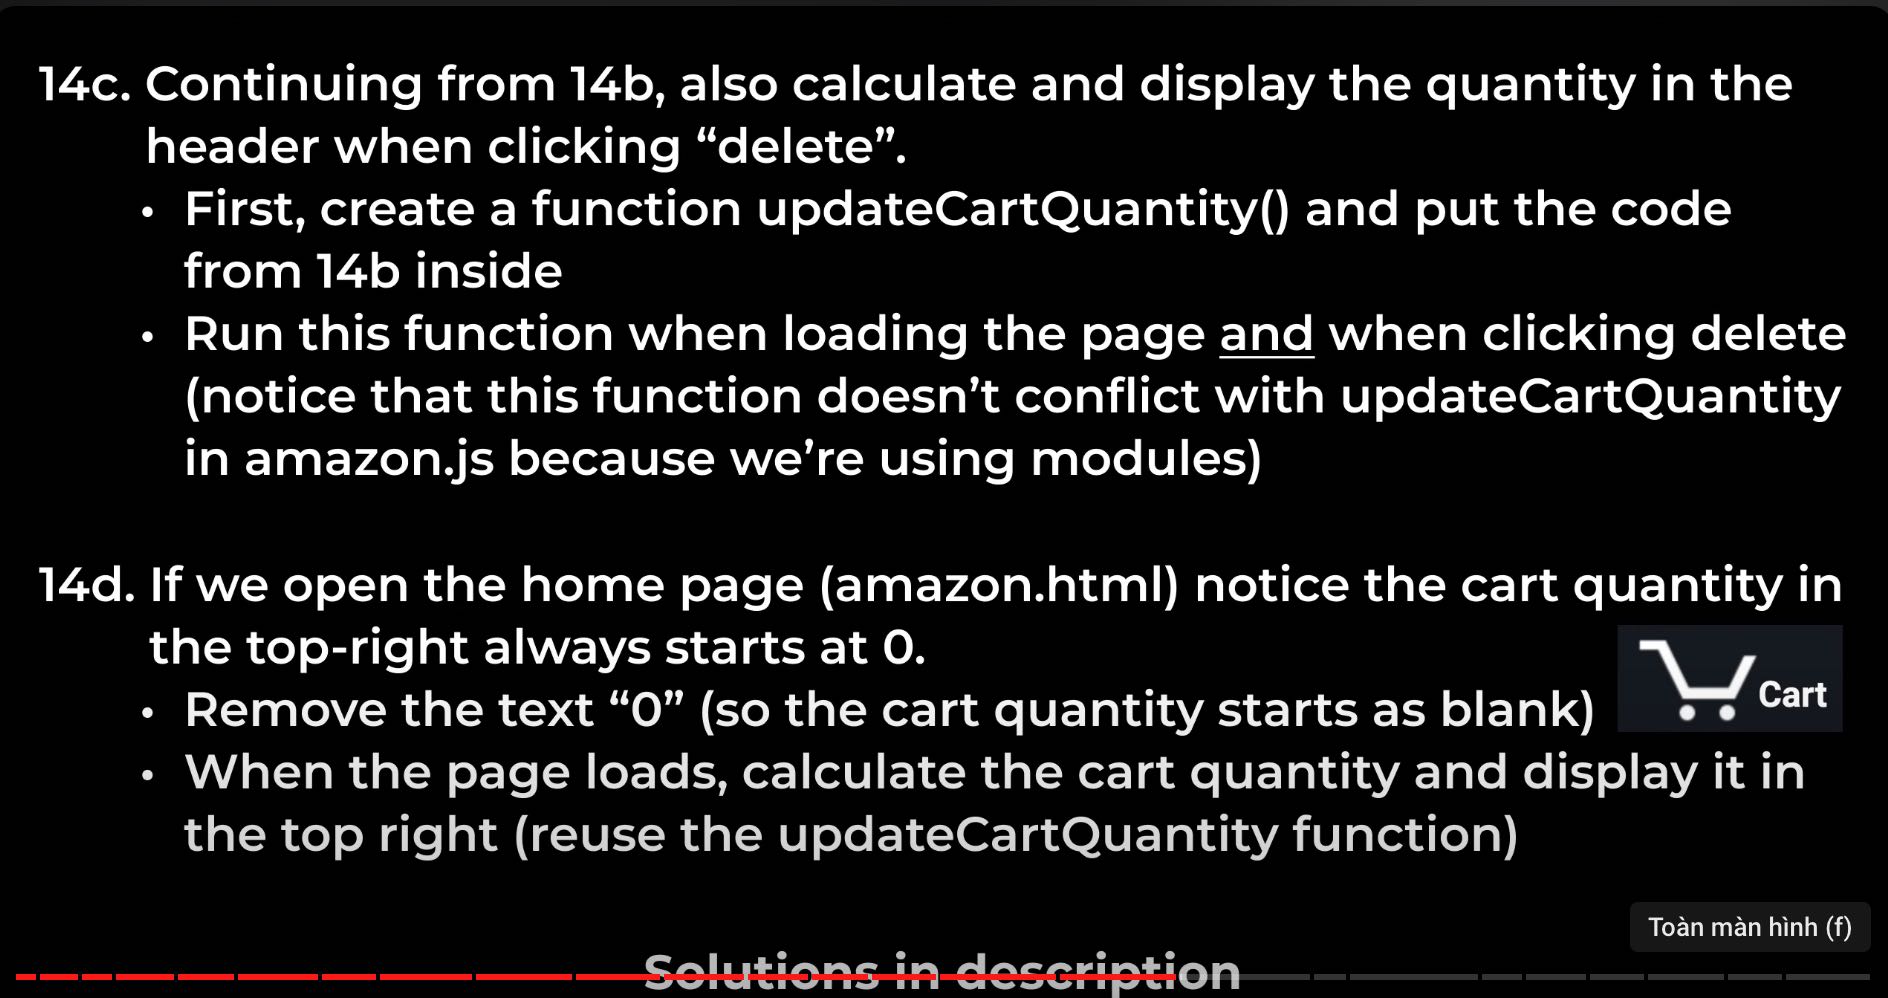 14c. Continuing from 14b, also calculate and display the quantity in the
header when clicking “delete”.
• First, create a function updateCartQuantity() and put the code
from 14b inside
• Run this function when loading the page and when clicking delete
(notice that this function doesn’t conflict with updateCartQuantity
in amazon.js because we’re using modules)
14d. If we open the home page (amazon.html) notice the cart quantity in
the top-right always starts at 0.
• Remove the text “0” (so the cart quantity starts as blank)
Cart
• When the page loads, calculate the cart quantity and display it in
the top right (reuse the updateCartQuantity function)
Toàn màn hình (f)
Solutions in description